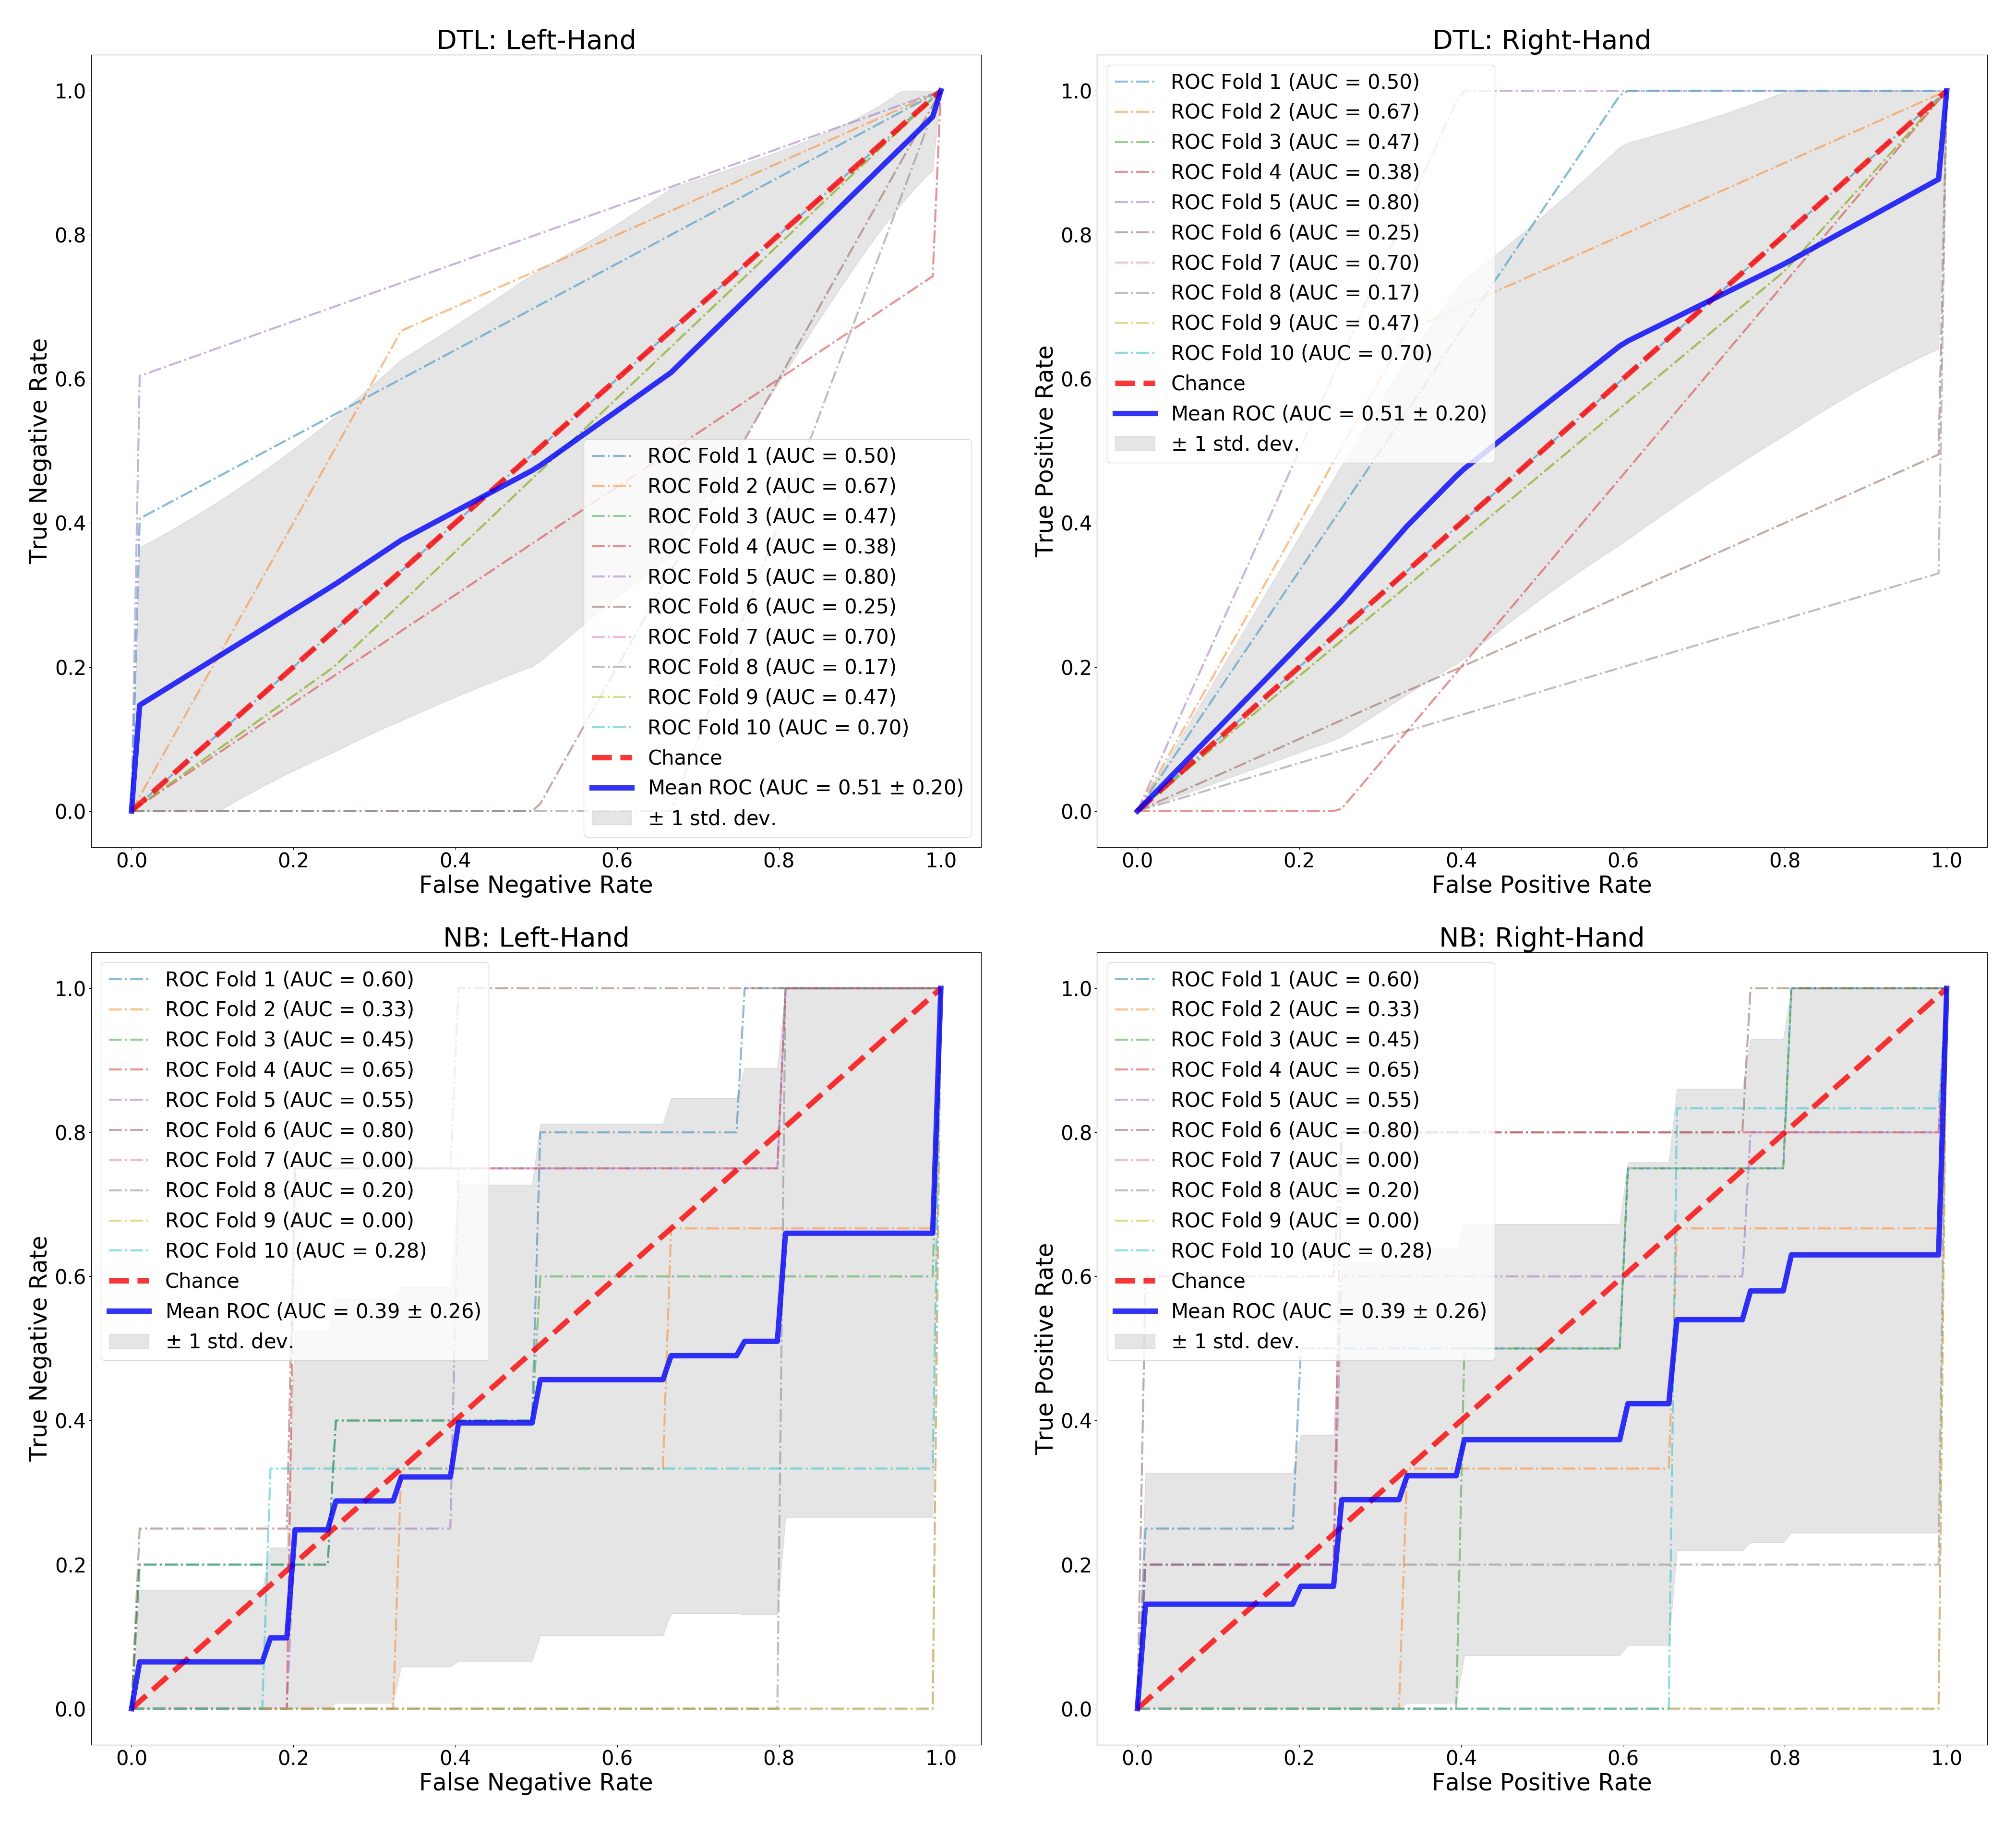 DTL: Left-Hand
True Negative Rate
1.0
0.8
0.6
0.4
0.2
0.0
ROC Fold 1 (AUC = 0.50)
ROC Fold 2 (AUC = 0.67)
ROC Fold 3 (AUC = 0.47)
ROC Fold 4 (AUC = 0.38)
ROC Fold 5 (AUC = 0.80)
ROC Fold 6 (AUC = 0.25)
ROC Fold 7 (AUC = 0.70)
ROC Fold 8 (AUC = 0.17)
ROC Fold 9 (AUC = 0.47)
ROC Fold 10 (AUC = 0.70)
Chance
Mean ROC (AUC = 0.51 ± 0.20)
± 1 std. dev.
0.0 0.2 0.4 0.6 0.8 1.0
False Negative Rate
DTL: Right-Hand
True Positive Rate
1.0
0.8
0.6
0.4
0.2
0.0
ROC Fold 1 (AUC = 0.50)
ROC Fold 2 (AUC = 0.67)
ROC Fold 3 (AUC = 0.47)
ROC Fold 4 (AUC = 0.38)
ROC Fold 5 (AUC = 0.80)
ROC Fold 6 (AUC = 0.25)
ROC Fold 7 (AUC = 0.70)
ROC Fold 8 (AUC = 0.17)
ROC Fold 9 (AUC = 0.47)
ROC Fold 10 (AUC = 0.70)
Chance
Mean ROC (AUC = 0.51 ± 0.20)
± 1 std. dev.
0.0 0.2 0.4 0.6 0.8 1.0
False Positive Rate
NB: Left-Hand
True Negative Rate
1.0
0.8
0.6
0.4
0.2
0.0
ROC Fold 1 (AUC = 0.60)
ROC Fold 2 (AUC = 0.33)
ROC Fold 3 (AUC = 0.45)
ROC Fold 4 (AUC = 0.65)
ROC Fold 5 (AUC = 0.55)
ROC Fold 6 (AUC = 0.80)
ROC Fold 7 (AUC = 0.00)
ROC Fold 8 (AUC = 0.20)
ROC Fold 9 (AUC = 0.00)
ROC Fold 10 (AUC = 0.28)
Chance
Mean ROC (AUC = 0.39 ± 0.26)
± 1 std. dev.
0.0 0.2 0.4 0.6 0.8 1.0
False Negative Rate
NB: Right-Hand
True Positive Rate
1.0
0.8
0.6
0.4
0.2
0.0
ROC Fold 1 (AUC = 0.60)
ROC Fold 2 (AUC = 0.33)
ROC Fold 3 (AUC = 0.45)
ROC Fold 4 (AUC = 0.65)
ROC Fold 5 (AUC = 0.55)
ROC Fold 6 (AUC = 0.80)
ROC Fold 7 (AUC = 0.00)
ROC Fold 8 (AUC = 0.20)
ROC Fold 9 (AUC = 0.00)
ROC Fold 10 (AUC = 0.28)
Chance
Mean ROC (AUC = 0.39 ± 0.26)
± 1 std. dev.
0.0 0.2 0.4 0.6 0.8 1.0
False Positive Rate